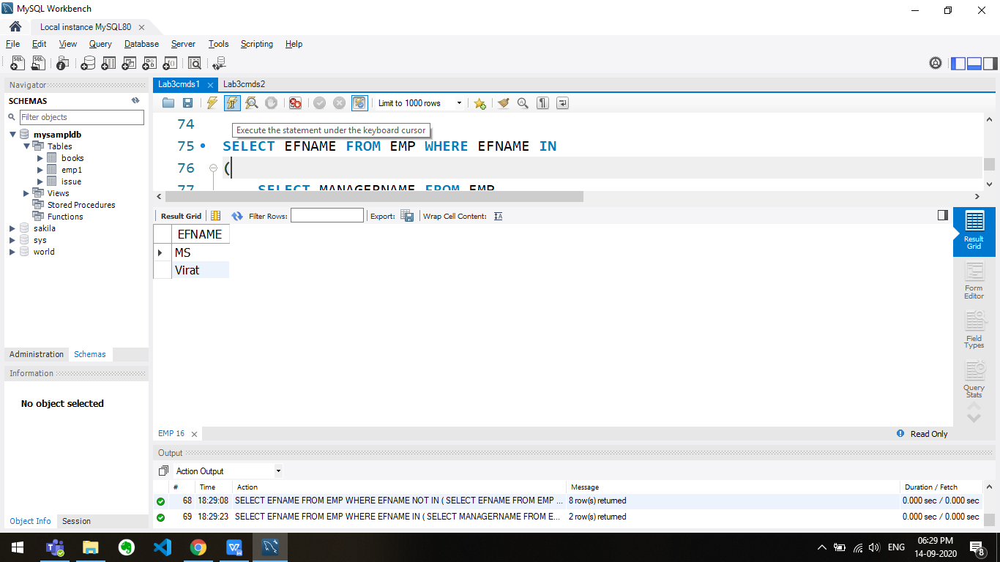 MySQL Workbench
Local instance MySQL80
File Edit View Query Database Server Tools Scripting Help
Navigator
SCHEMAS
Filter objects
mysampldb
Tables
books
emp1
issue
Views
Stored Procedures
Functions
sakila
sys
world
Administration Schemas
Information
No object selected
Object Info Session
Lab3cmds1 Lab3cmds2
Limit to 1000 rows
74
Execute the statement under the keyboard cursor
75 SELECT EFNAME FROM EMP WHERE EFNAME IN
76 (
77 SELECT MANAGERNAME FROM EMP
Result Grid Filter Rows: Export: Wrap Cell Content:
EFNAME
MS
Virat
Result Grid
Form Editor
Field Types
Query Stats
EMP 16 Read Only
Output
Action Output
# Time Action Message Duration / Fetch
68 18:29:08 SELECT EFNAME FROM EMP WHERE EFNAME NOT IN ( SELECT EFNAME FROM EMP ... 8 row(s) returned 0.000 sec / 0.000 sec
69 18:29:23 SELECT EFNAME FROM EMP WHERE EFNAME IN ( SELECT MANAGERNAME FROM E... 2 row(s) returned 0.000 sec / 0.000 sec
ENG 06:29 PM
14-09-2020
8